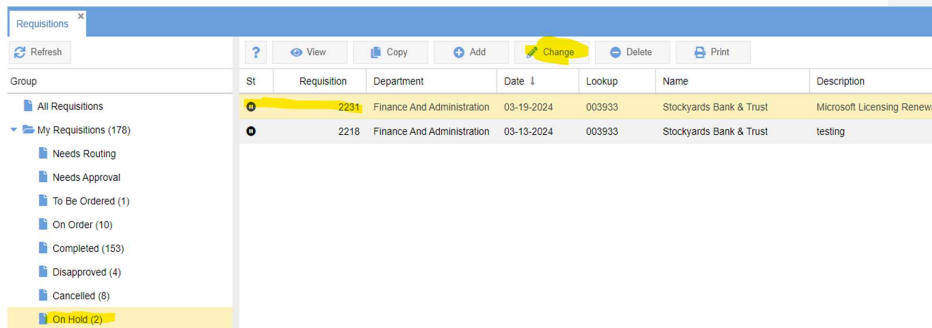 Requisitions ×
Refresh
? View Copy Add Change Delete Print
Group
St Requisition Department Date ↓ Lookup Name Description
All Requisitions
2231 Finance And Administration 03-19-2024 003933 Stockyards Bank & Trust Microsoft Licensing Renewa
My Requisitions (178)
2218 Finance And Administration 03-13-2024 003933 Stockyards Bank & Trust testing
Needs Routing
Needs Approval
To Be Ordered (1)
On Order (10)
Completed (153)
Disapproved (4)
Cancelled (8)
On Hold (2)